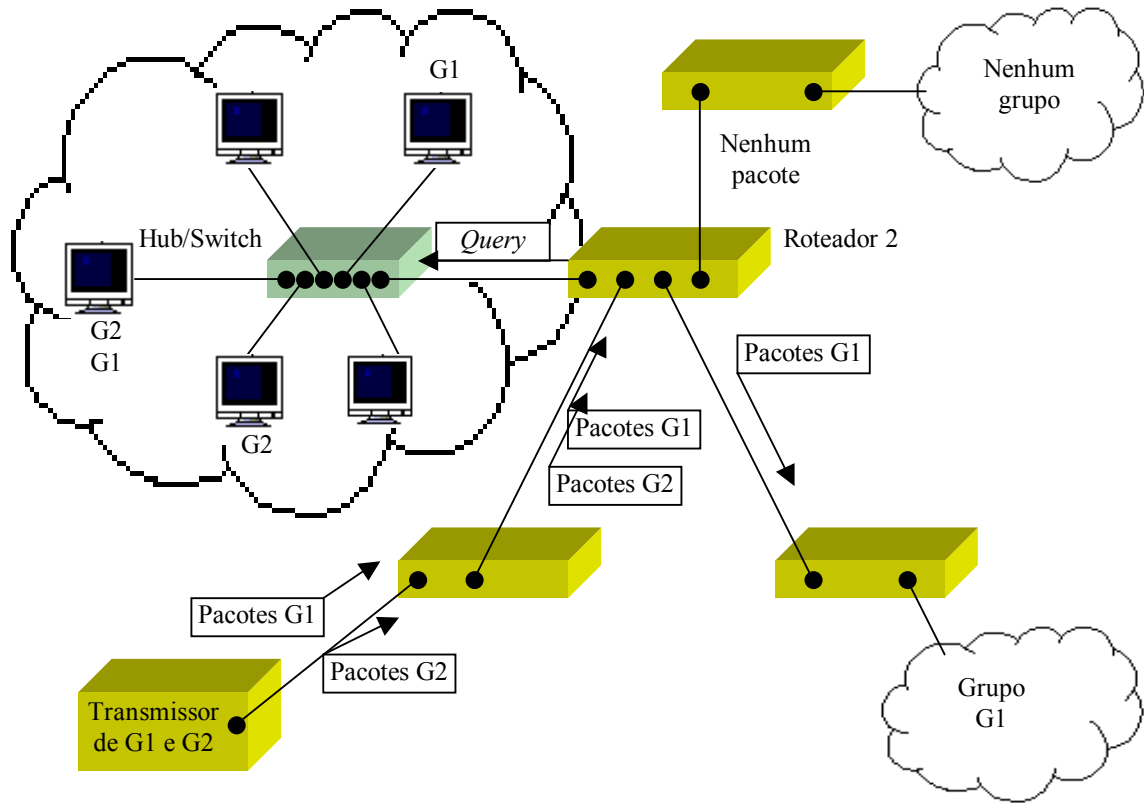 G1
Nenhum
grupo
Nenhum
pacote
Hub/Switch
Query
Roteador 2
G2
G1
G2
Pacotes G1
Pacotes G1
Pacotes G2
Pacotes G1
Pacotes G2
Transmissor
de G1 e G2
Grupo
G1